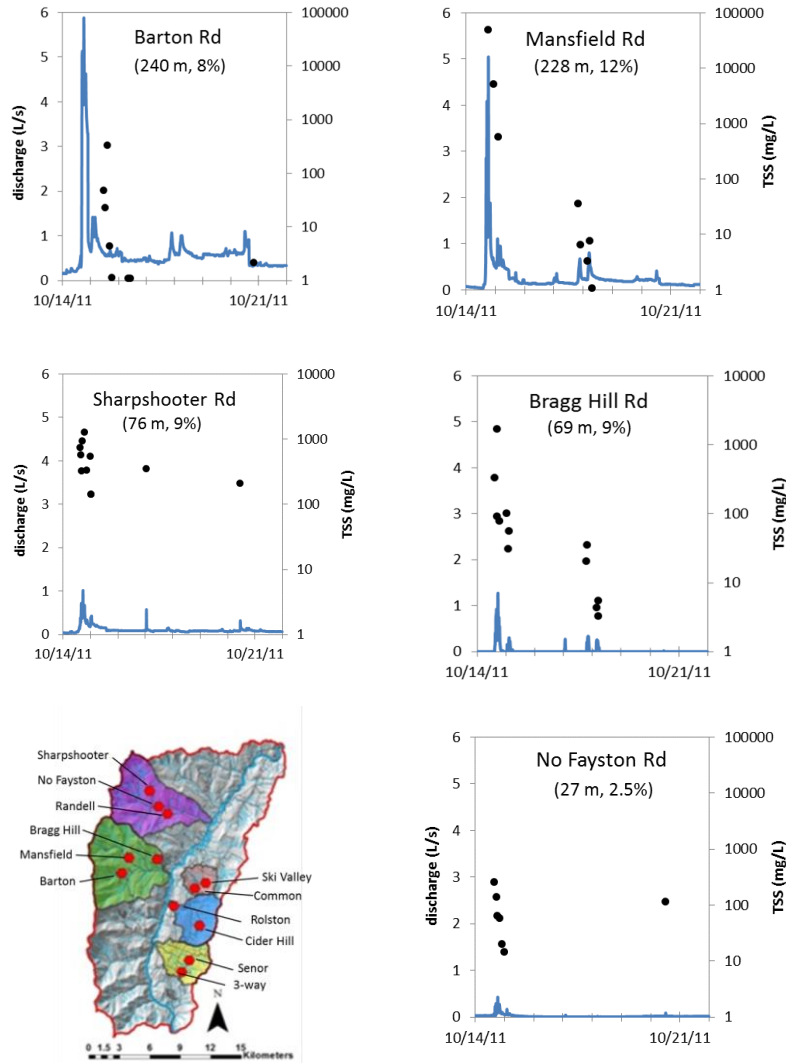 Barton Rd
(240 m, 8%)
discharge (L/s)
6
5
4
3
2
1
0
100000
10000
1000
100
10
1
TSS (mg/L)
10/14/11
10/21/11
Mansfield Rd
(228 m, 12%)
6
5
4
3
2
1
0
100000
10000
1000
100
10
1
TSS (mg/L)
10/14/11
10/21/11
Sharpshooter Rd
(76 m, 9%)
discharge (L/s)
6
5
4
3
2
1
0
10000
1000
100
10
1
TSS (mg/L)
10/14/11
10/21/11
Bragg Hill Rd
(69 m, 9%)
6
5
4
3
2
1
0
10000
1000
100
10
1
TSS (mg/L)
10/14/11
10/21/11
Sharpshooter
No Fayston
Randell
Bragg Hill
Mansfield
Barton
Ski Valley
Common
Rolston
Cider Hill
Senor
3-way
N
0 1.5 3 6 9 12 15
Kilometers
No Fayston Rd
(27 m, 2.5%)
discharge (L/s)
6
5
4
3
2
1
0
100000
10000
1000
100
10
1
TSS (mg/L)
10/14/11
10/21/11